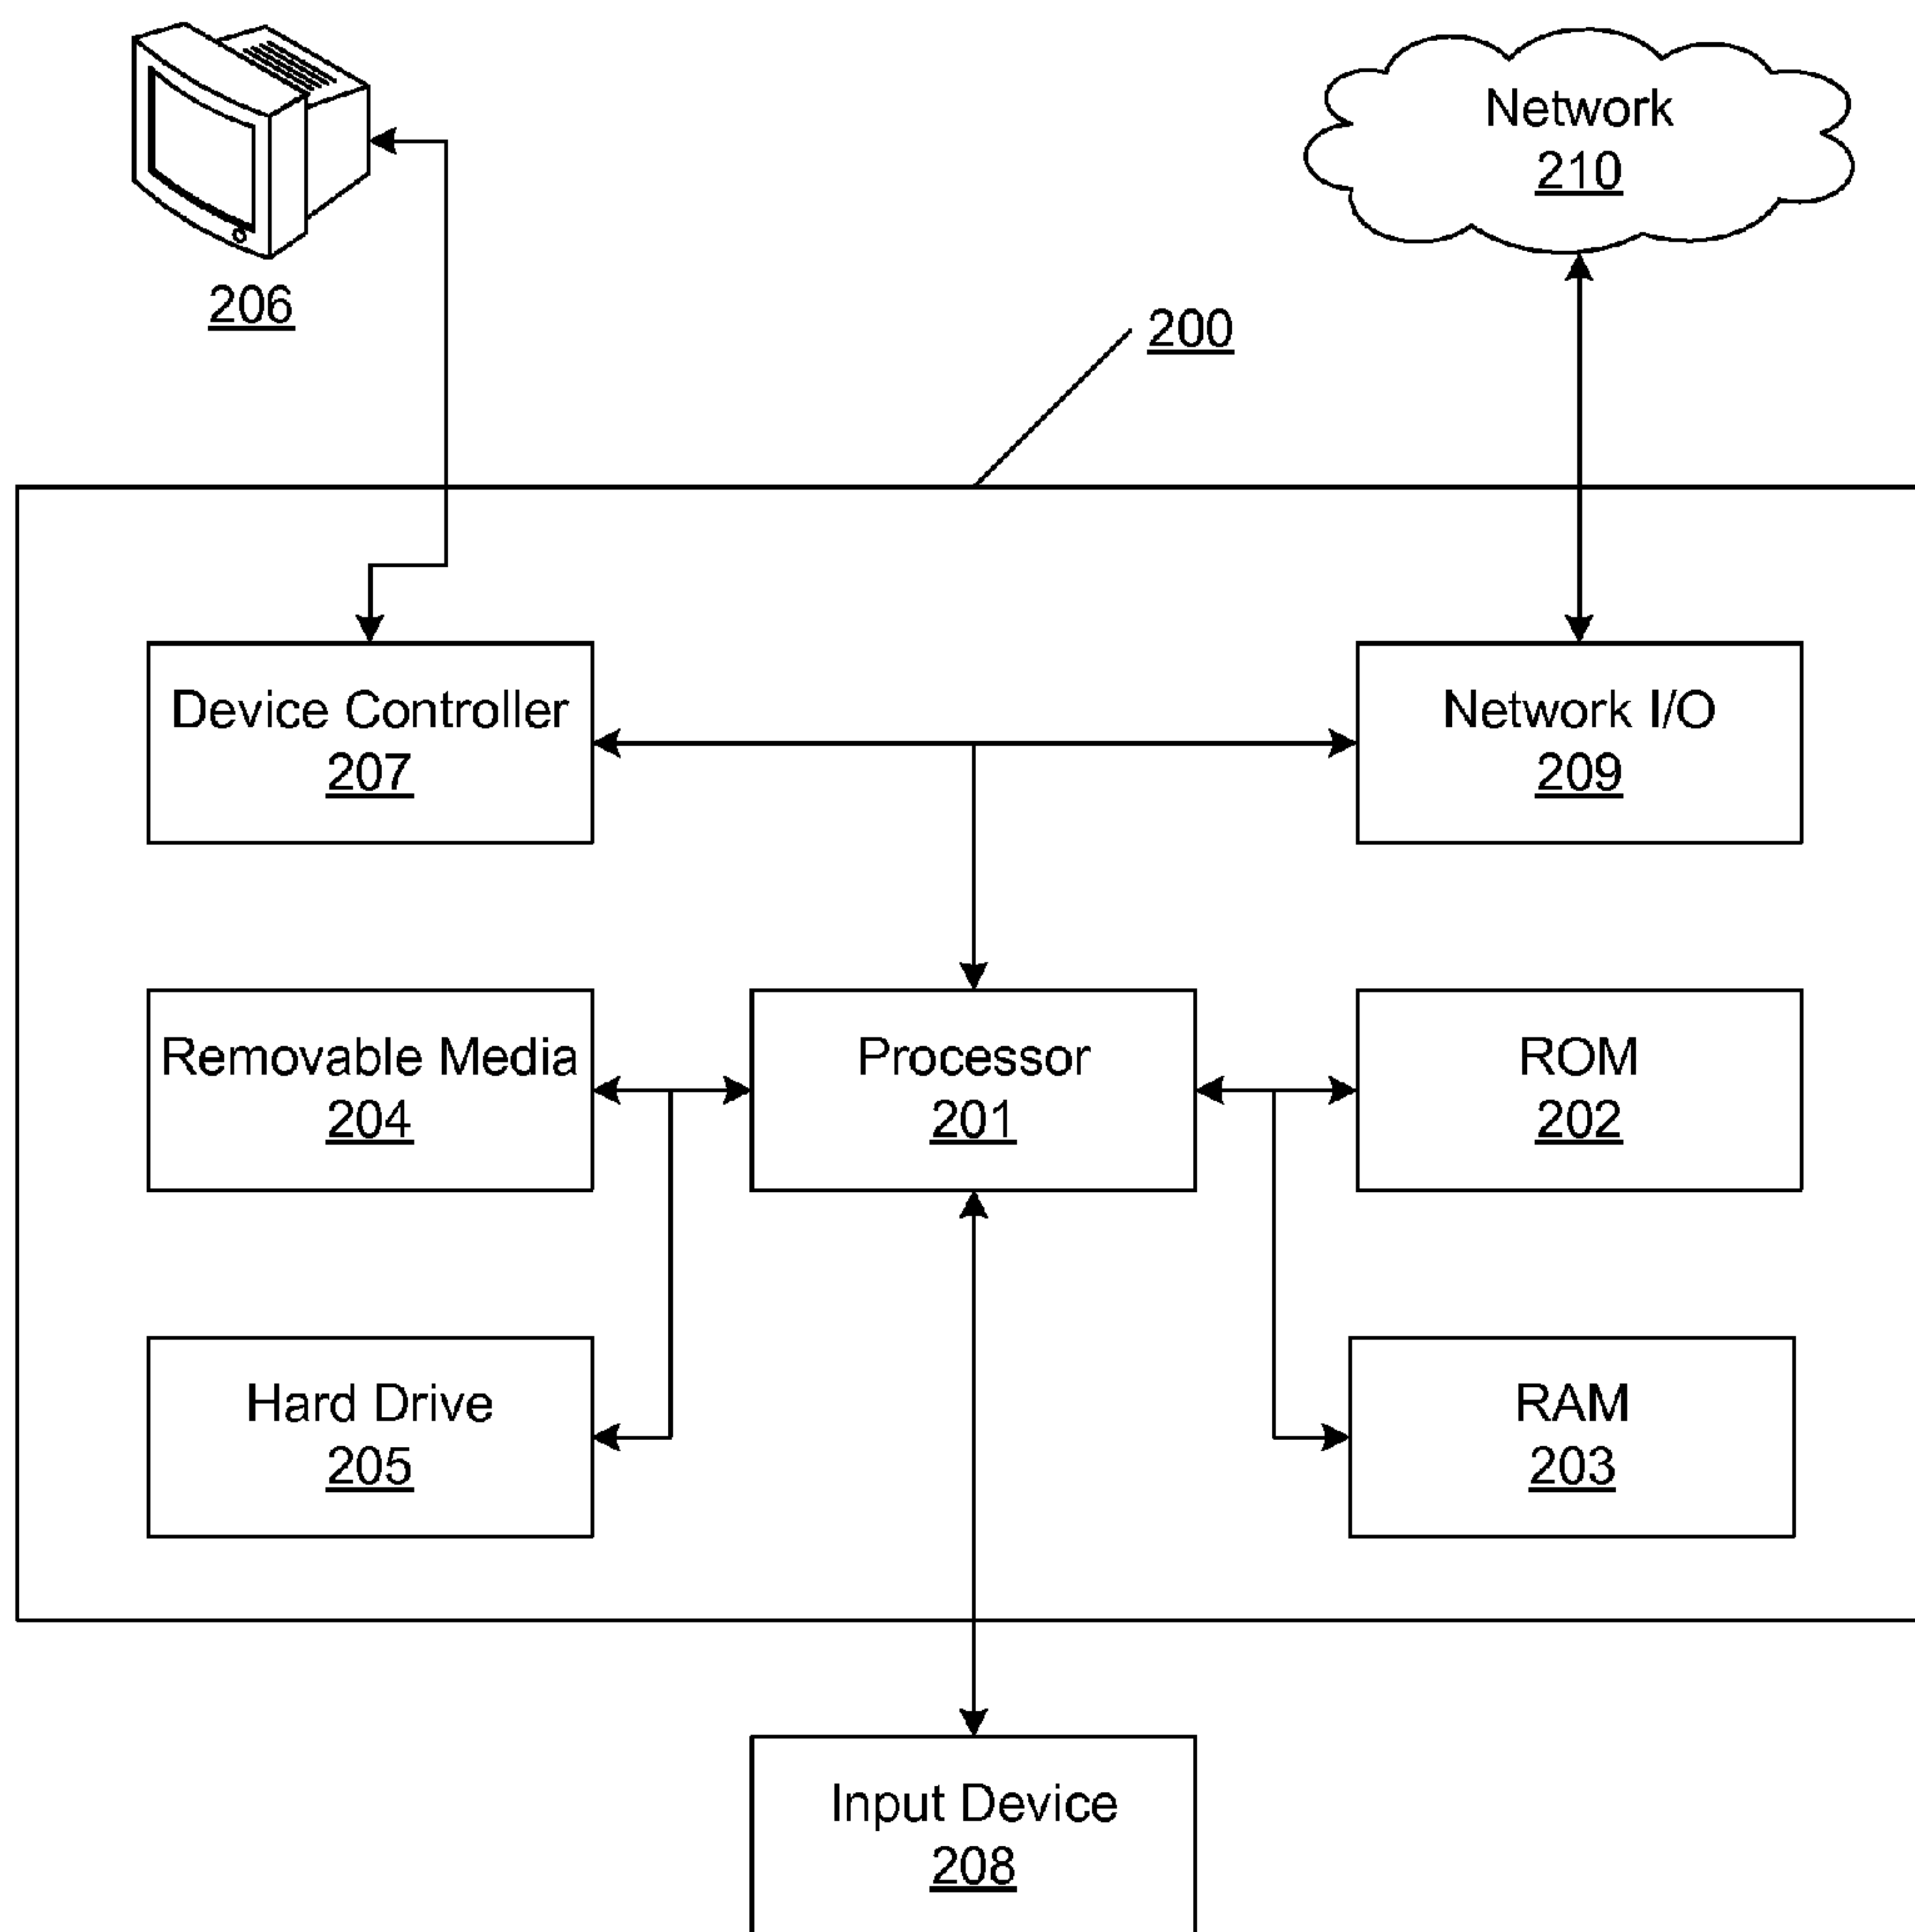 Network
210
206
200
Device Controller
207
Network I/O
209
Removable Media
204
Processor
201
ROM
202
Hard Drive
205
RAM
203
Input Device
208